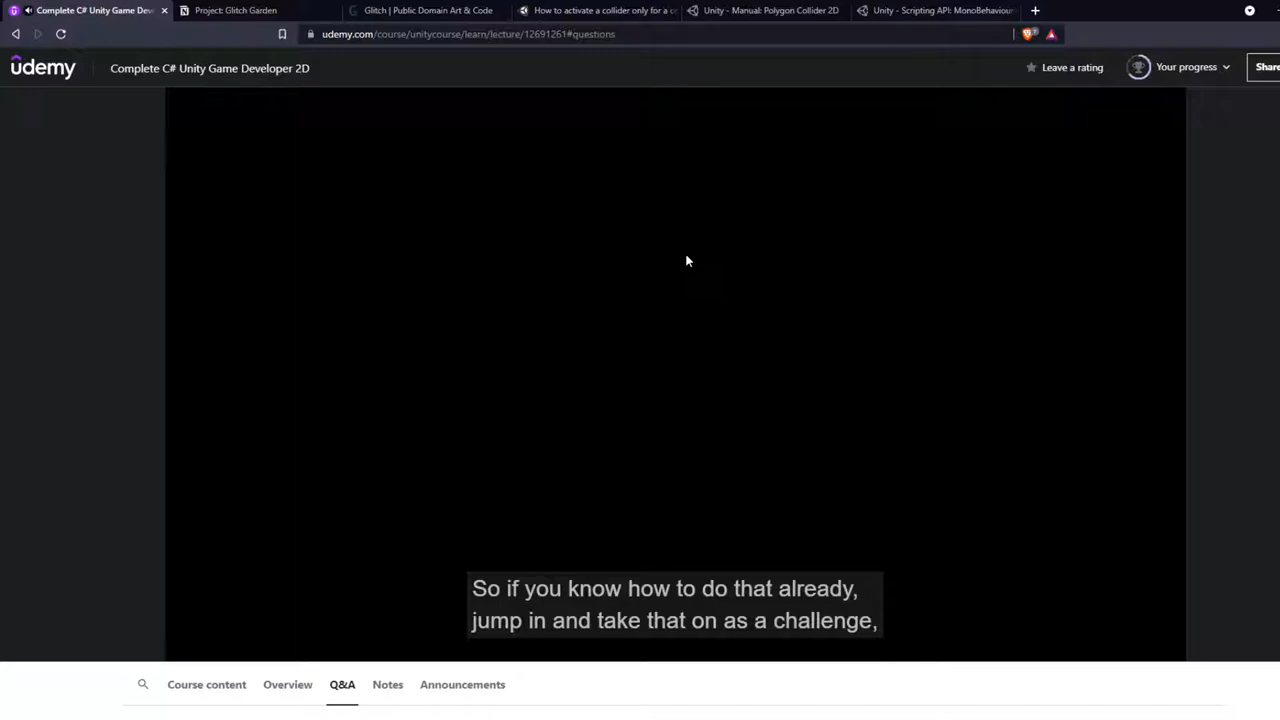 Complete C# Unity Game Deve
Project: Glitch Garden
Glitch | Public Domain Art & Code
How to activate a collider only for a co
Unity - Manual: Polygon Collider 2D
Unity - Scripting API: MonoBehaviour
udemy.com/course/unitycourse/learn/lecture/12691261#questions
udemy
Complete C# Unity Game Developer 2D
Leave a rating
Your progress
Share
So if you know how to do that already,
jump in and take that on as a challenge,
Course content
Overview
Q&A
Notes
Announcements